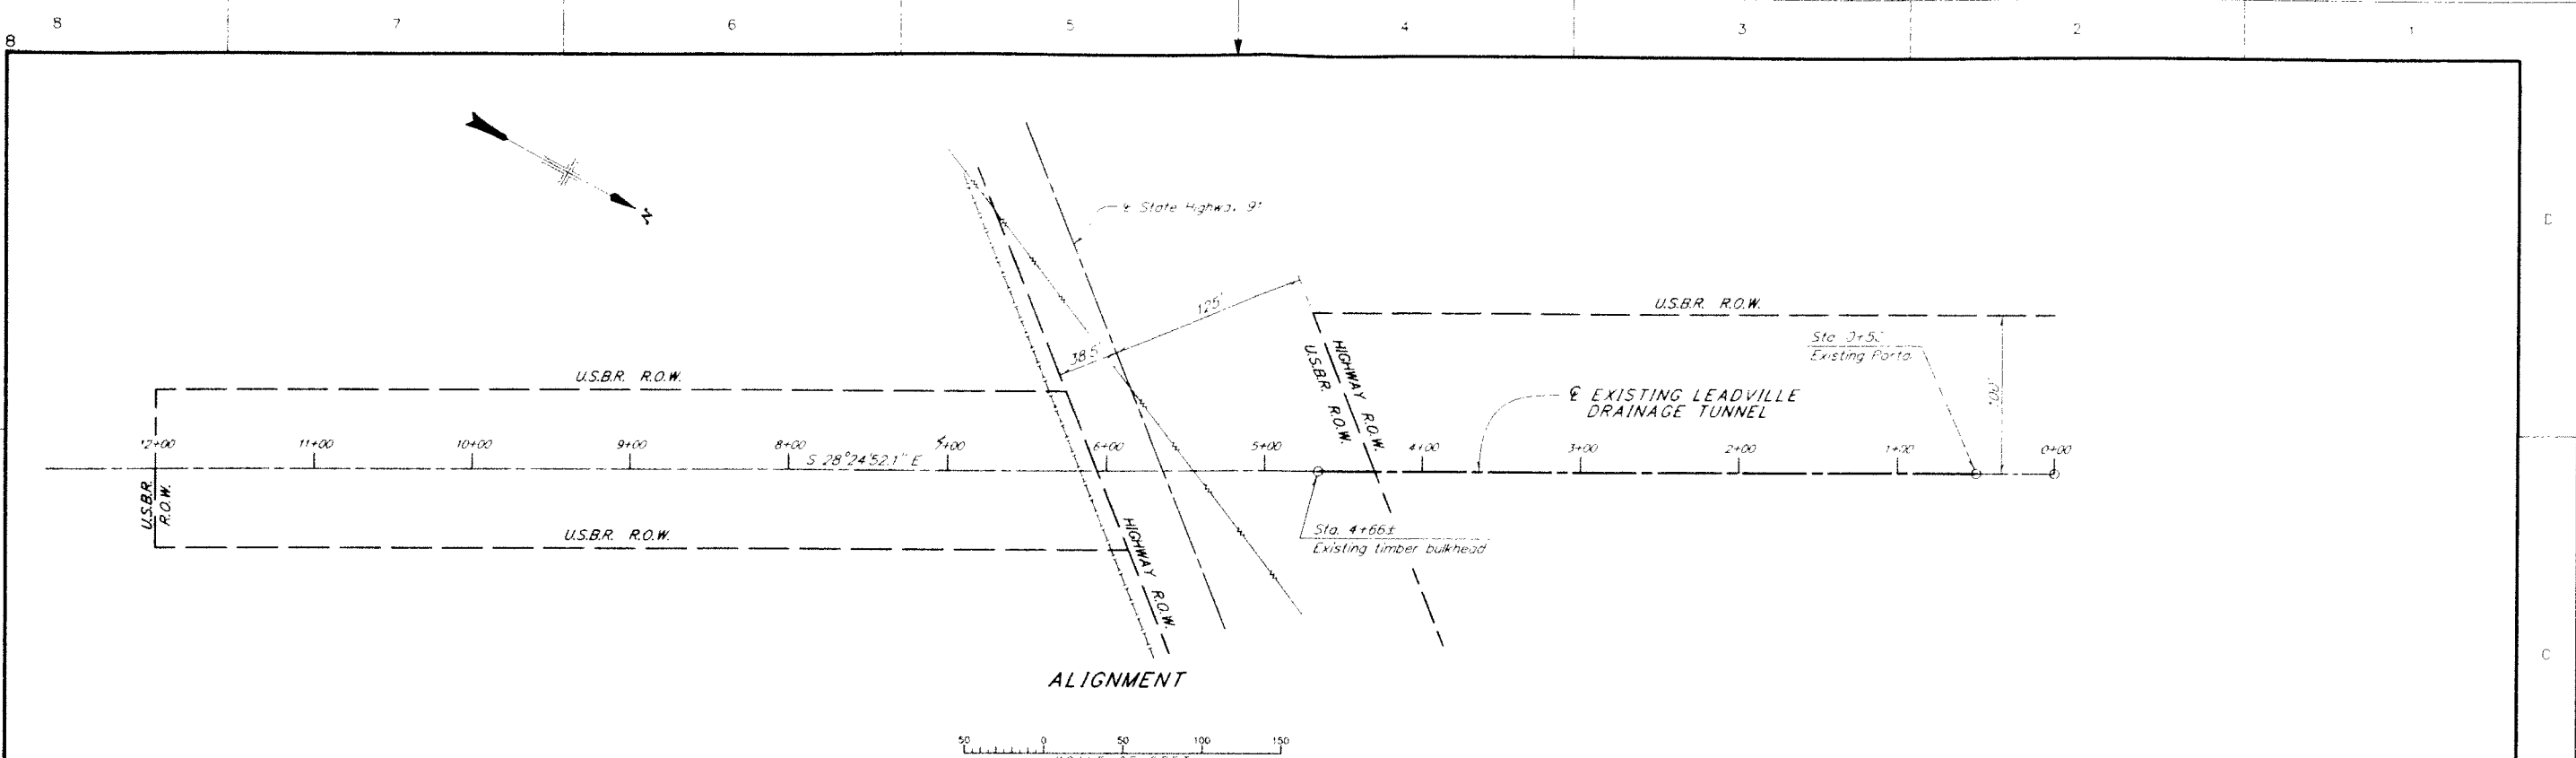 8 7 6 5 4 3 2 1
8
N
℄ State Highway 91
D
125'
38.5'
U.S.B.R. R.O.W.
HIGHWAY R.O.W.
U.S.B.R. R.O.W.
Existing Portal
100'
U.S.B.R. R.O.W.
℄ EXISTING LEADVILLE
DRAINAGE TUNNEL
12+00 11+00 10+00 9+00 8+00 7+00 6+00 5+00 4+00 3+00 2+00 1+00 0+00
S 28°24'52.1" E
U.S.B.R.
R.O.W.
U.S.B.R. R.O.W.
HIGHWAY R.O.W.
Sta. 4+66±
Existing timber bulkhead
C
ALIGNMENT
50 0 50 100 150